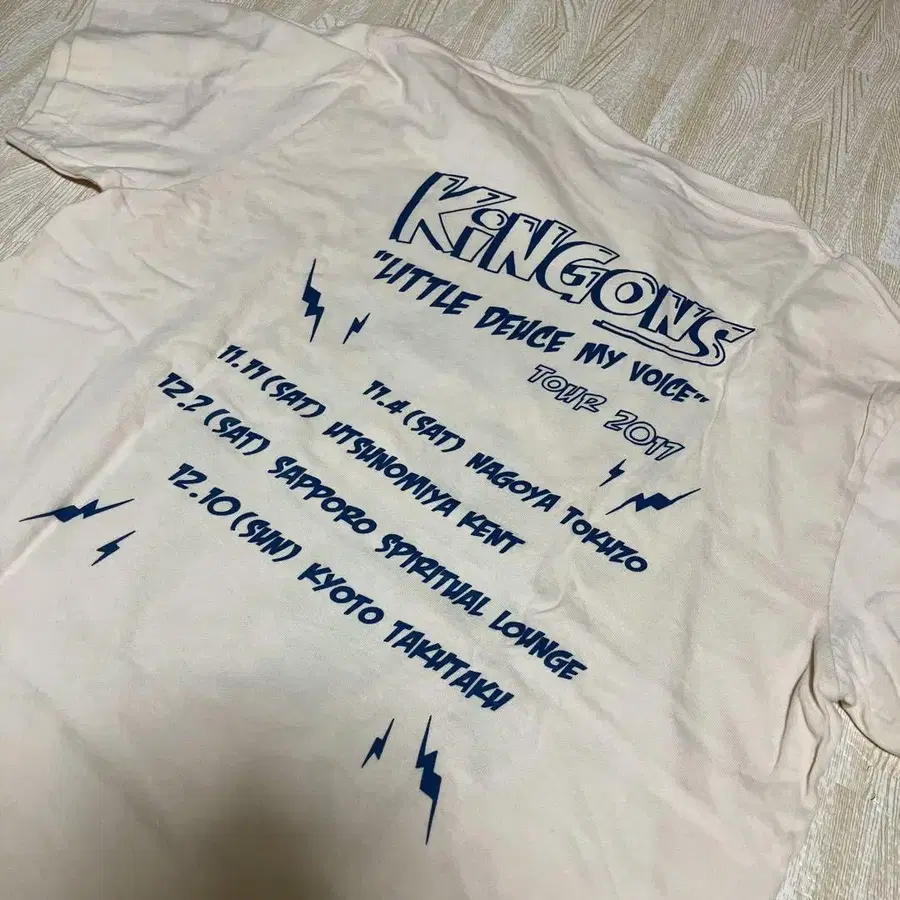 KiNGONS
"LITTLE DEUCE MY VOICE"
TOUR 2017
11.4 (SAT) NAGOYA TOKUZO
11.11 (SAT) UTSUNOMIYA KENT
12.2 (SAT) SAPPORO SPIRITUAL LOUNGE
12.10 (SUN) KYOTO TAKUTAKU